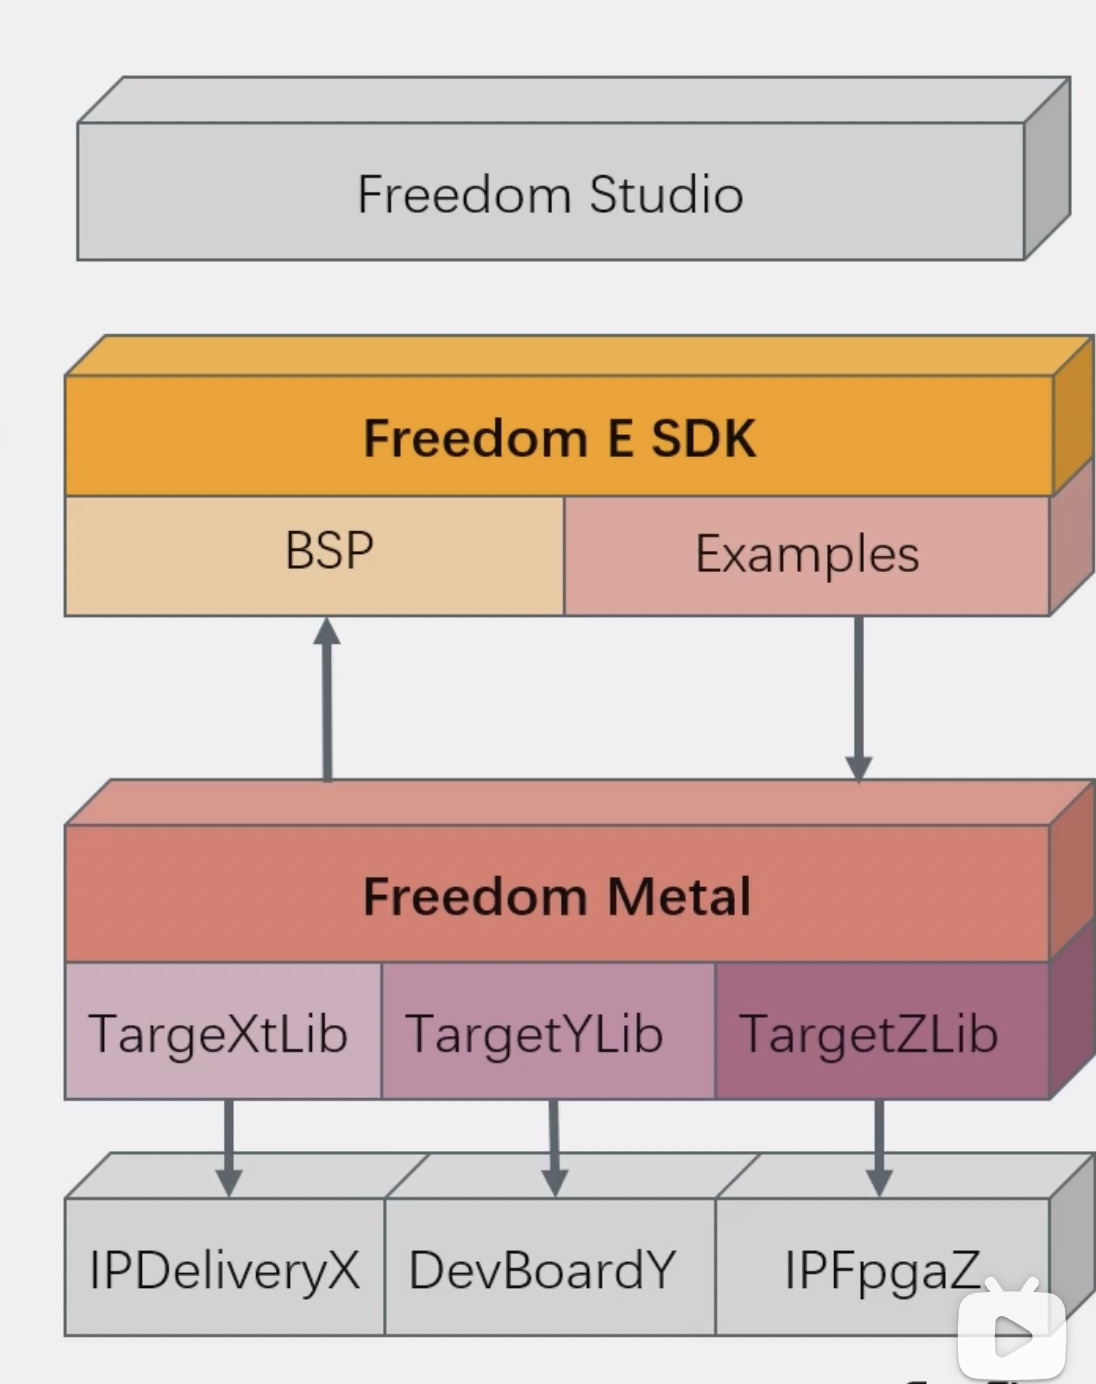 Freedom Studio
Freedom E SDK
BSP
Examples
Freedom Metal
TargeXtLib
TargetYLib
TargetZLib
IPDeliveryX
DevBoardY
IPFpgaZ